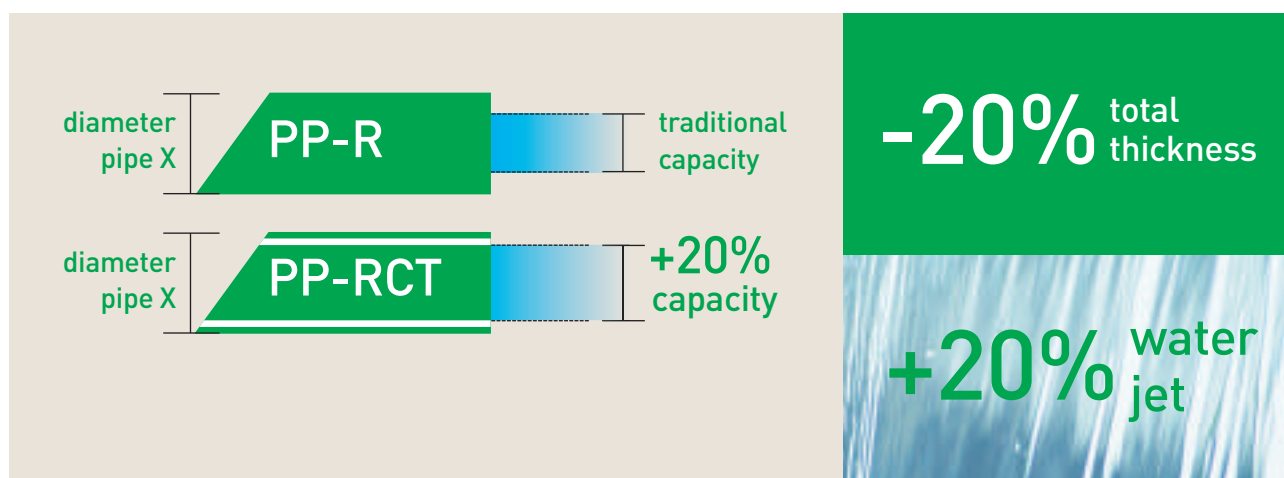 diameter
pipe X
PP-R
traditional
capacity
diameter
pipe X
PP-RCT
+20%
capacity
-20% total
thickness
+20% water
jet